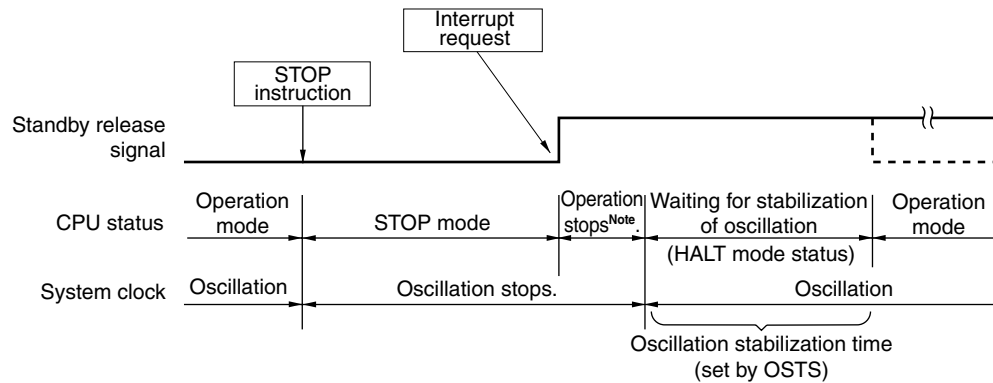 Interrupt
request
STOP
instruction
Standby release
signal
CPU status
Operation
mode
STOP mode
Operation
stopsNote.
Waiting for stabilization
of oscillation
(HALT mode status)
Operation
mode
System clock
Oscillation
Oscillation stops.
Oscillation
Oscillation stabilization time
(set by OSTS)